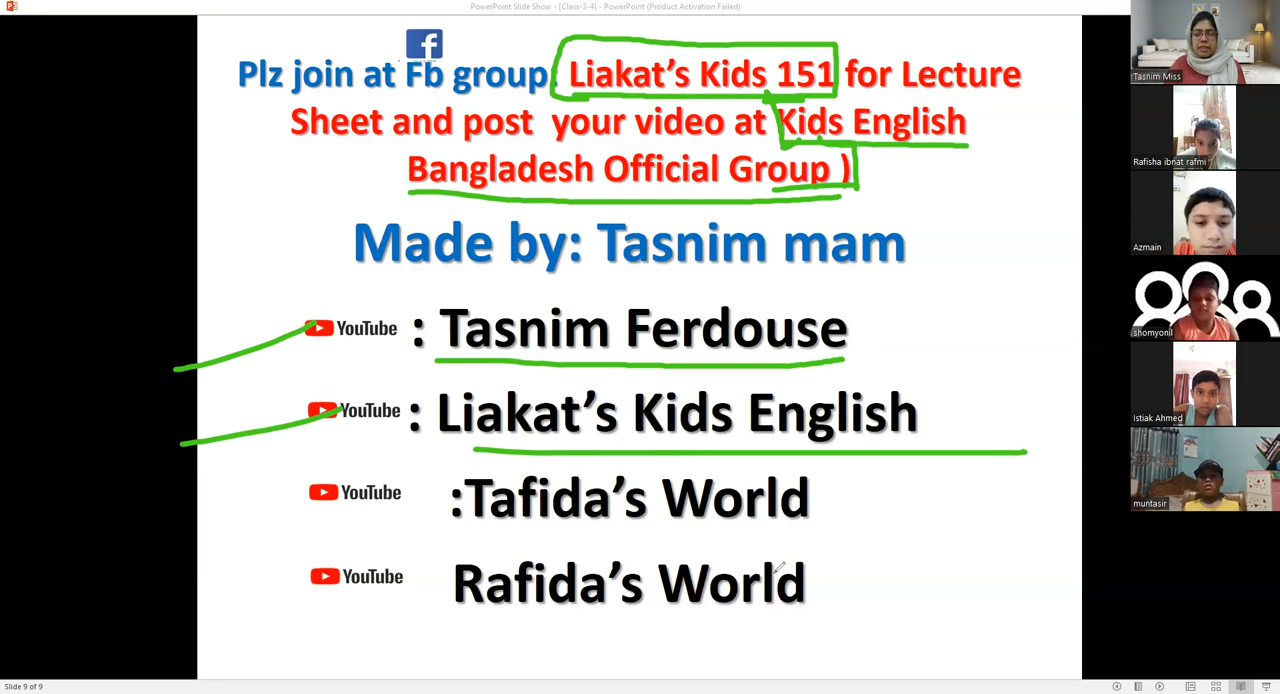 PowerPoint Slide Show - [Class-3-4] - PowerPoint (Product Activation Failed)
Plz join at Fb group Liakat's Kids 151 for Lecture
Sheet and post your video at Kids English
Bangladesh Official Group )
Made by: Tasnim mam
YouTube : Tasnim Ferdouse
YouTube : Liakat's Kids English
YouTube :Tafida's World
YouTube Rafida's World
Tasnim Miss
Rafisha ibnat rafmi
Azmain
shomyonil
Istiak Ahmed
muntasir
Slide 9 of 9